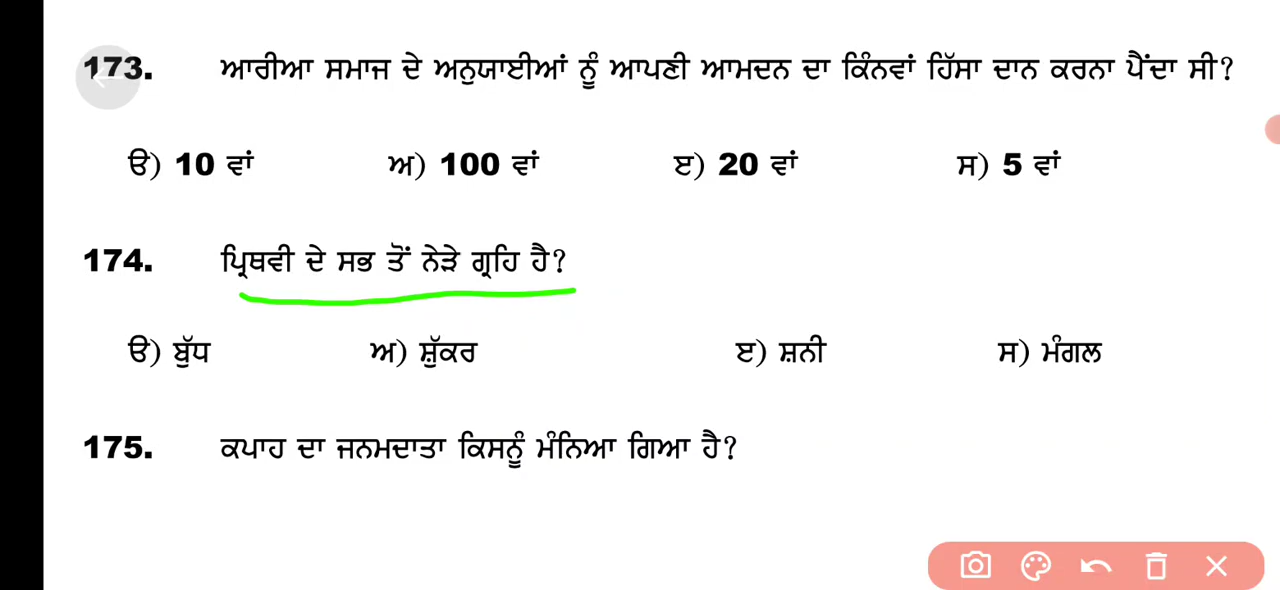 173. ਆਰੀਆ ਸਮਾਜ ਦੇ ਅਨੁਯਾਈਆਂ ਨੂੰ ਆਪਣੀ ਆਮਦਨ ਦਾ ਕਿੰਨਵਾਂ ਹਿੱਸਾ ਦਾਨ ਕਰਨਾ ਪੈਂਦਾ ਸੀ?
ੳ) 10 ਵਾਂ ਅ) 100 ਵਾਂ ੲ) 20 ਵਾਂ ਸ) 5 ਵਾਂ
174. ਪ੍ਰਿਥਵੀ ਦੇ ਸਭ ਤੋਂ ਨੇੜੇ ਗ੍ਰਹਿ ਹੈ?
ੳ) ਬੁੱਧ ਅ) ਸ਼ੁੱਕਰ ੲ) ਸ਼ਨੀ ਸ) ਮੰਗਲ
175. ਕਪਾਹ ਦਾ ਜਨਮਦਾਤਾ ਕਿਸਨੂੰ ਮੰਨਿਆ ਗਿਆ ਹੈ?